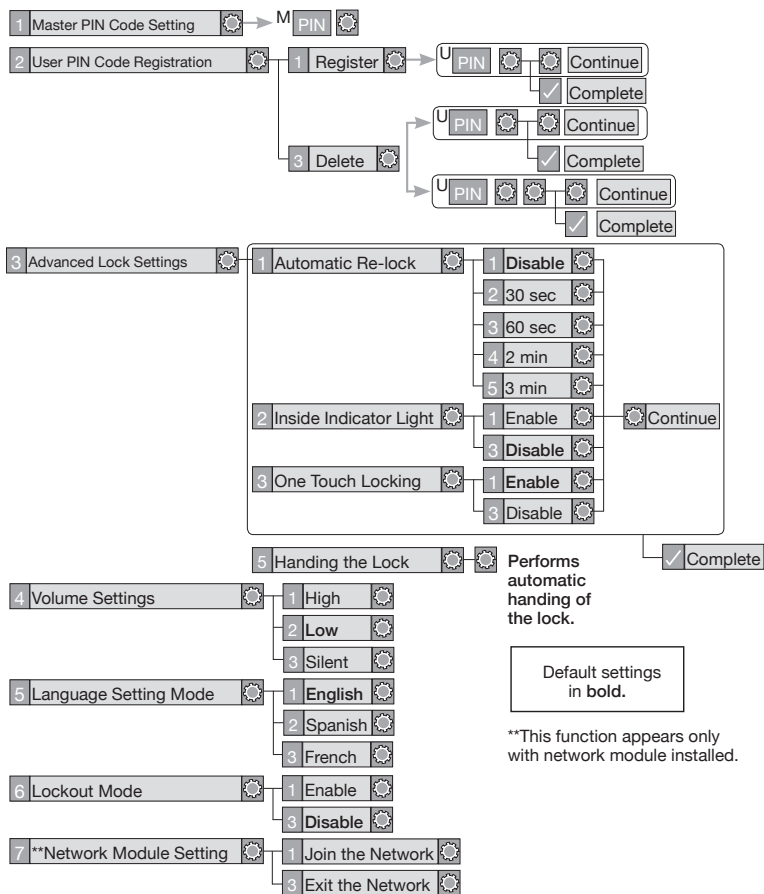 1 Master PIN Code Setting M PIN
2 User PIN Code Registration 1 Register U PIN Continue
Complete
3 Delete U PIN Continue
Complete
U PIN Continue
Complete
3 Advanced Lock Settings 1 Automatic Re-lock 1 Disable
2 30 sec
3 60 sec
4 2 min
5 3 min
2 Inside Indicator Light 1 Enable Continue
3 Disable
3 One Touch Locking 1 Enable
3 Disable
Complete
5 Handing the Lock Performs
automatic
handing of
the lock.
4 Volume Settings 1 High
2 Low
3 Silent
Default settings
in bold.
5 Language Setting Mode 1 English
2 Spanish
3 French
**This function appears only
with network module installed.
6 Lockout Mode 1 Enable
3 Disable
7 **Network Module Setting 1 Join the Network
3 Exit the Network